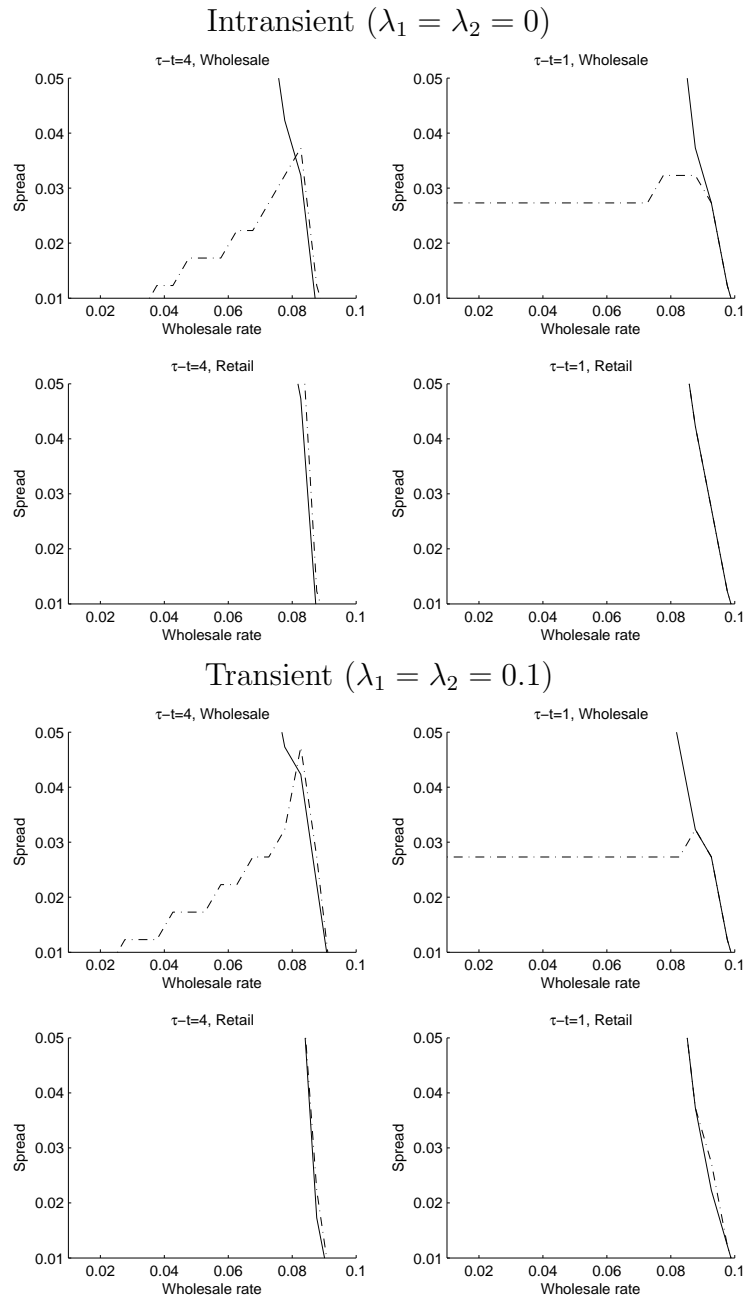 Intransient (λ₁ = λ₂ = 0)
τ−t=4, Wholesale
0.05
0.04
0.03
0.02
0.01
Spread
0.02 0.04 0.06 0.08 0.1
Wholesale rate
τ−t=1, Wholesale
0.05
0.04
0.03
0.02
0.01
Spread
0.02 0.04 0.06 0.08 0.1
Wholesale rate
τ−t=4, Retail
0.05
0.04
0.03
0.02
0.01
Spread
0.02 0.04 0.06 0.08 0.1
Wholesale rate
τ−t=1, Retail
0.05
0.04
0.03
0.02
0.01
Spread
0.02 0.04 0.06 0.08 0.1
Wholesale rate
Transient (λ₁ = λ₂ = 0.1)
τ−t=4, Wholesale
0.05
0.04
0.03
0.02
0.01
Spread
0.02 0.04 0.06 0.08 0.1
Wholesale rate
τ−t=1, Wholesale
0.05
0.04
0.03
0.02
0.01
Spread
0.02 0.04 0.06 0.08 0.1
Wholesale rate
τ−t=4, Retail
0.05
0.04
0.03
0.02
0.01
Spread
0.02 0.04 0.06 0.08 0.1
Wholesale rate
τ−t=1, Retail
0.05
0.04
0.03
0.02
0.01
Spread
0.02 0.04 0.06 0.08 0.1
Wholesale rate